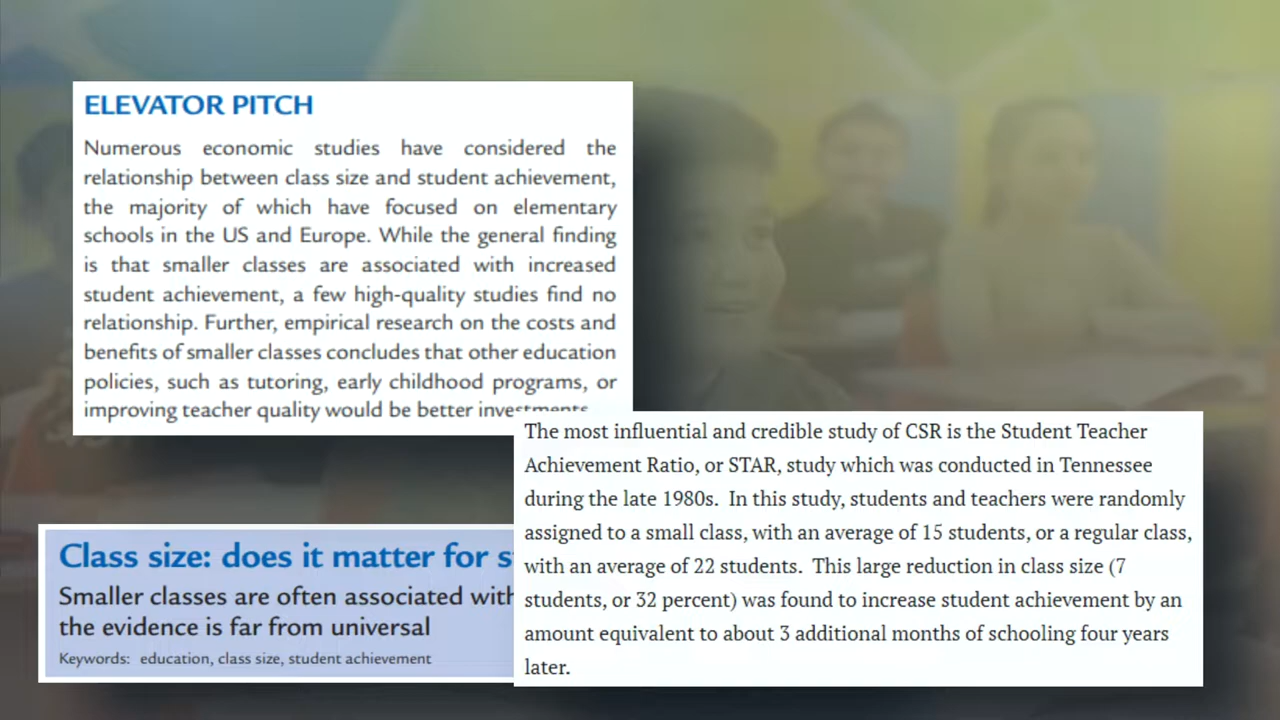 ELEVATOR PITCH
Numerous economic studies have considered the
relationship between class size and student achievement,
the majority of which have focused on elementary
schools in the US and Europe. While the general finding
is that smaller classes are associated with increased
student achievement, a few high-quality studies find no
relationship. Further, empirical research on the costs and
benefits of smaller classes concludes that other education
policies, such as tutoring, early childhood programs, or
improving teacher quality would be better investments.
Class size: does it matter for s
Smaller classes are often associated with
the evidence is far from universal
Keywords: education, class size, student achievement
The most influential and credible study of CSR is the Student Teacher
Achievement Ratio, or STAR, study which was conducted in Tennessee
during the late 1980s. In this study, students and teachers were randomly
assigned to a small class, with an average of 15 students, or a regular class,
with an average of 22 students. This large reduction in class size (7
students, or 32 percent) was found to increase student achievement by an
amount equivalent to about 3 additional months of schooling four years
later.